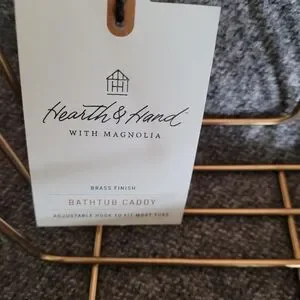 Hearth & Hand
WITH MAGNOLIA
BRASS FINISH
BATHTUB CADDY
ADJUSTABLE HOOK TO FIT MOST TUBS